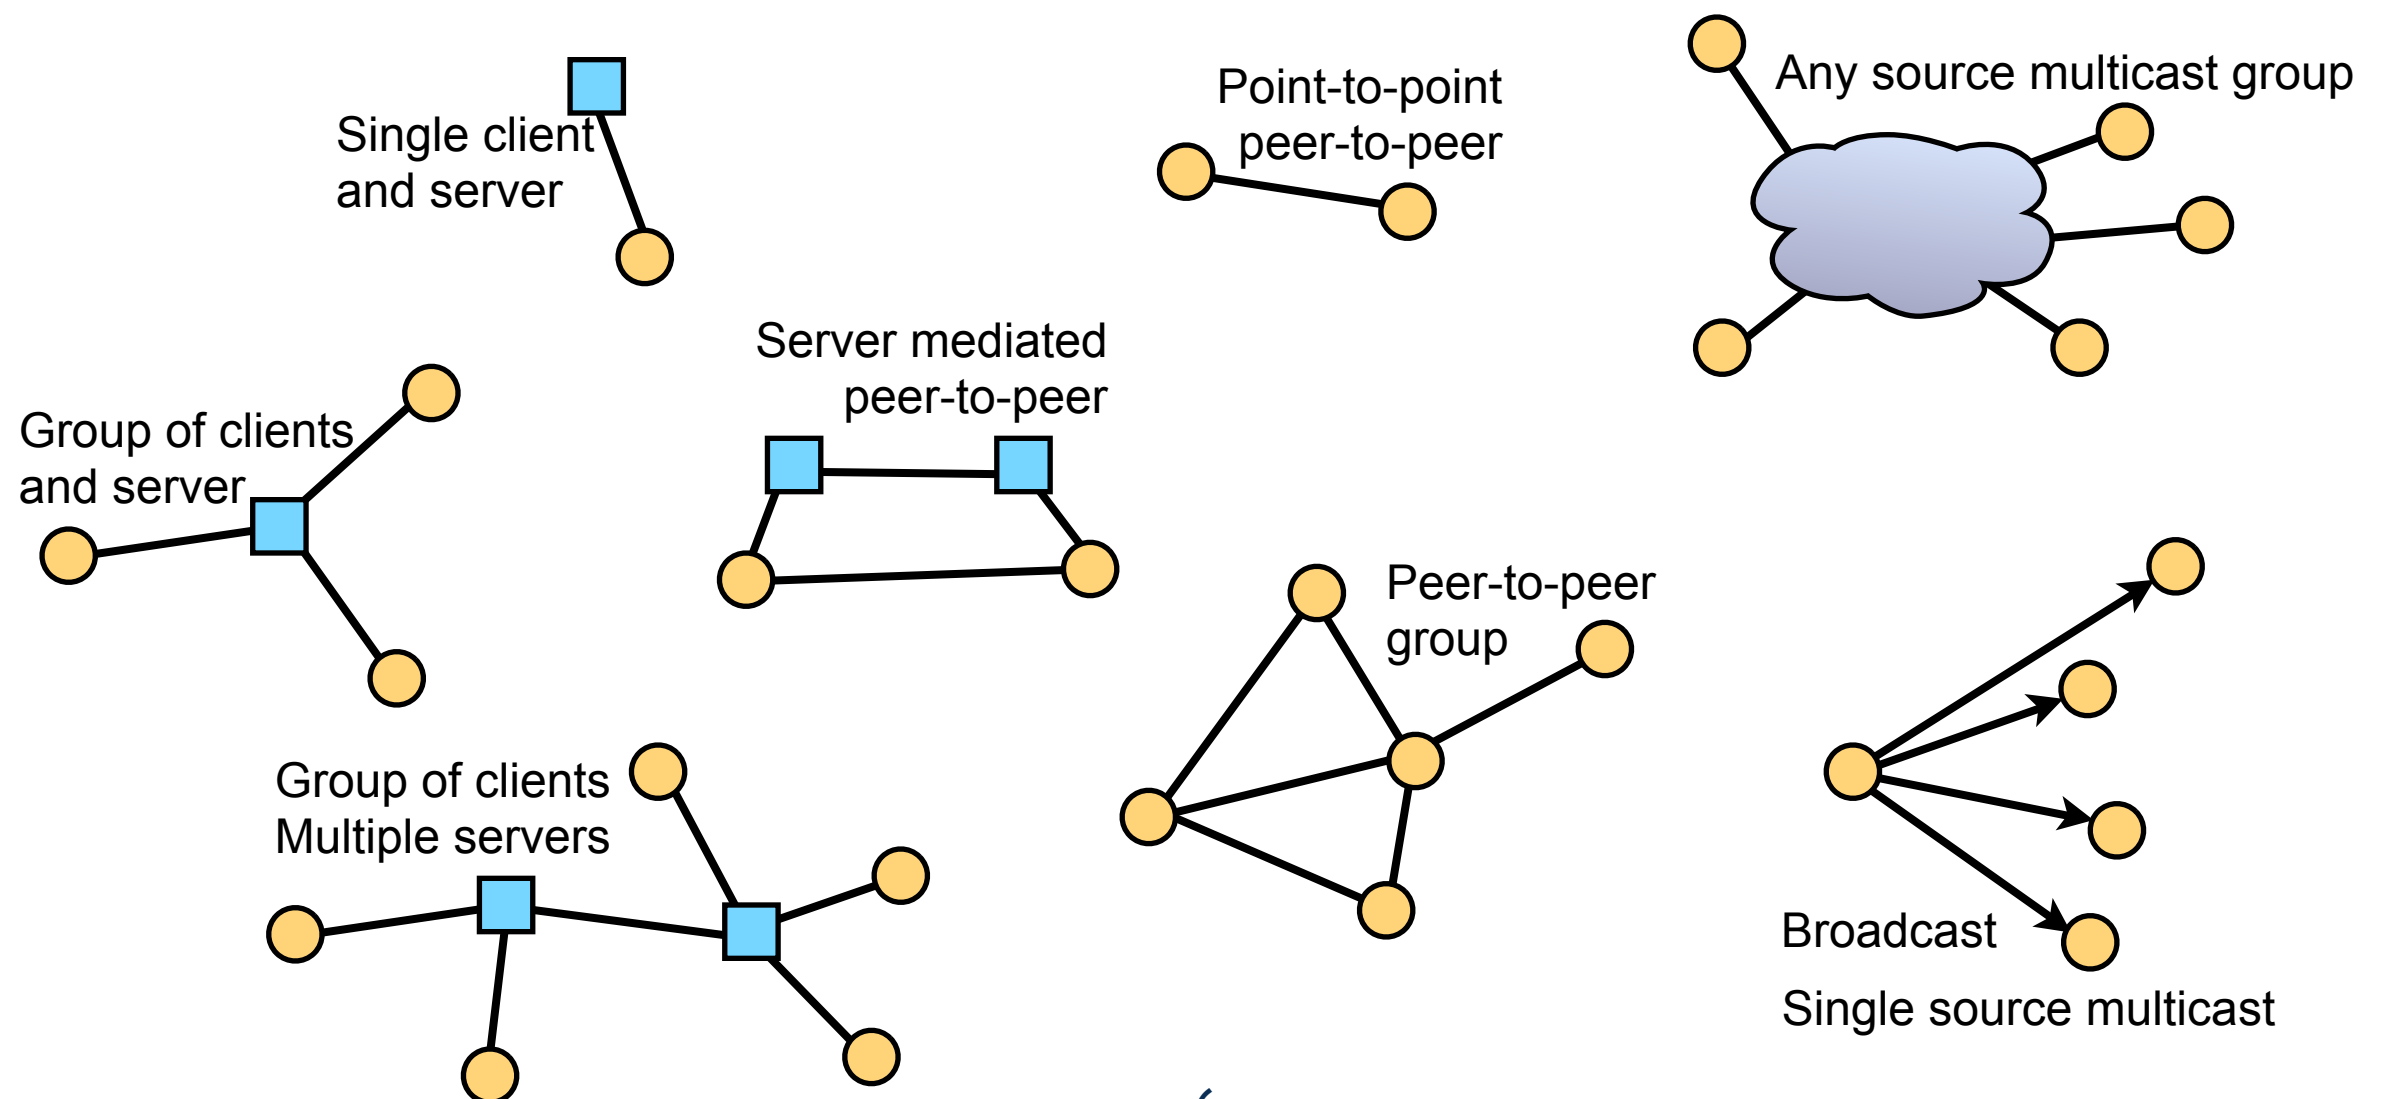 Single client
and server
Point-to-point
peer-to-peer
Any source multicast group
Server mediated
peer-to-peer
Group of clients
and server
Peer-to-peer
group
Group of clients
Multiple servers
Broadcast
Single source multicast